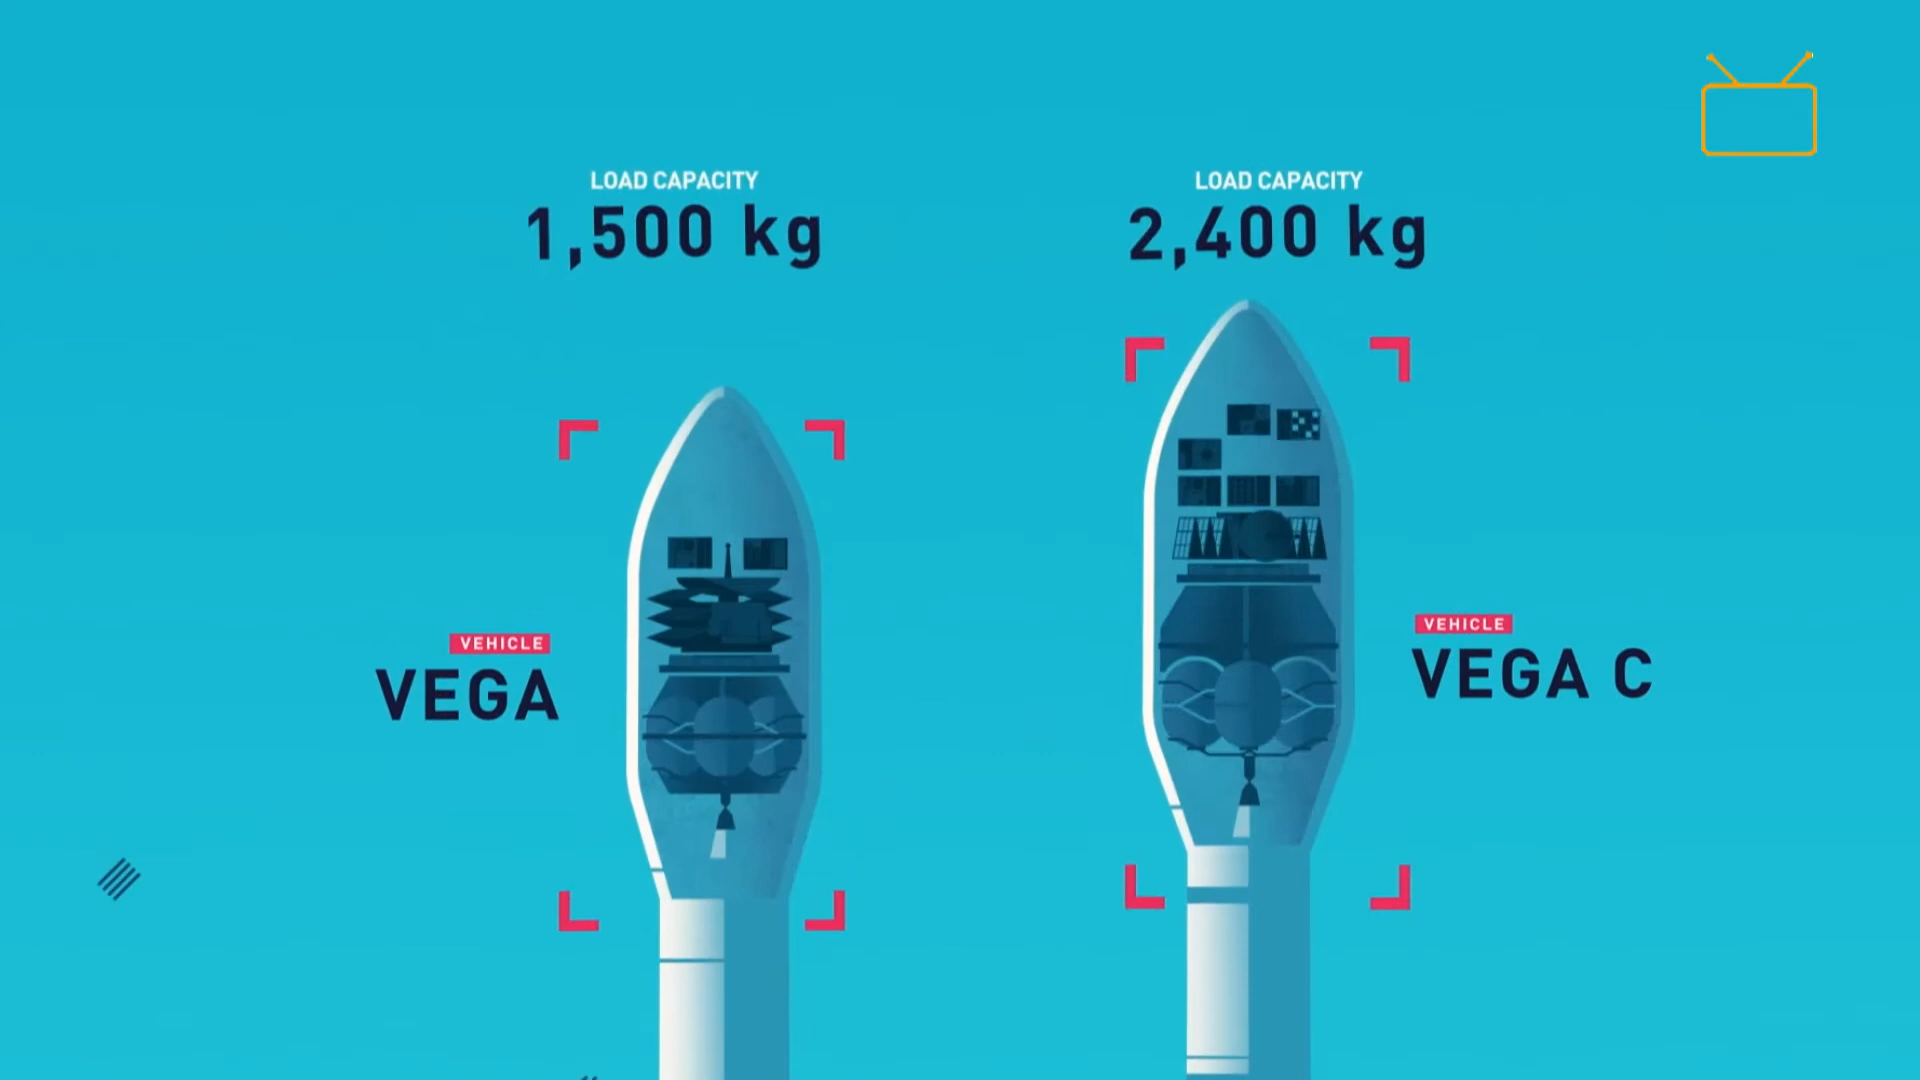 LOAD CAPACITY
1,500 kg
LOAD CAPACITY
2,400 kg
VEHICLE
VEGA
VEHICLE
VEGA C